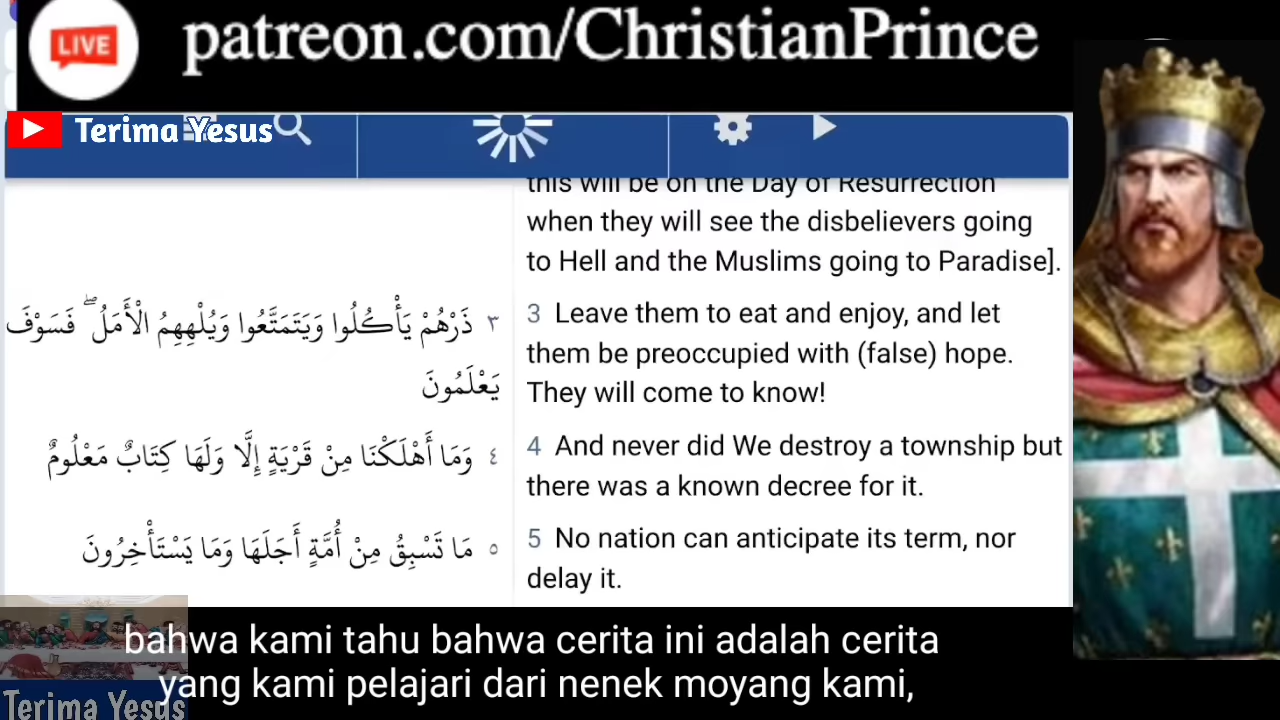 LIVE
patreon.com/ChristianPrince
Terima Yesus
this will be on the Day of Resurrection
when they will see the disbelievers going
to Hell and the Muslims going to Paradise].
٣ ذَرْهُمْ يَأْكُلُوا وَيَتَمَتَّعُوا وَيُلْهِهِمُ الْأَمَلُ ۖ فَسَوْفَ
يَعْلَمُونَ
3 Leave them to eat and enjoy, and let
them be preoccupied with (false) hope.
They will come to know!
٤ وَمَا أَهْلَكْنَا مِنْ قَرْيَةٍ إِلَّا وَلَهَا كِتَابٌ مَعْلُومٌ
4 And never did We destroy a township but
there was a known decree for it.
٥ مَا تَسْبِقُ مِنْ أُمَّةٍ أَجَلَهَا وَمَا يَسْتَأْخِرُونَ
5 No nation can anticipate its term, nor
delay it.
bahwa kami tahu bahwa cerita ini adalah cerita
yang kami pelajari dari nenek moyang kami,
Terima Yesus